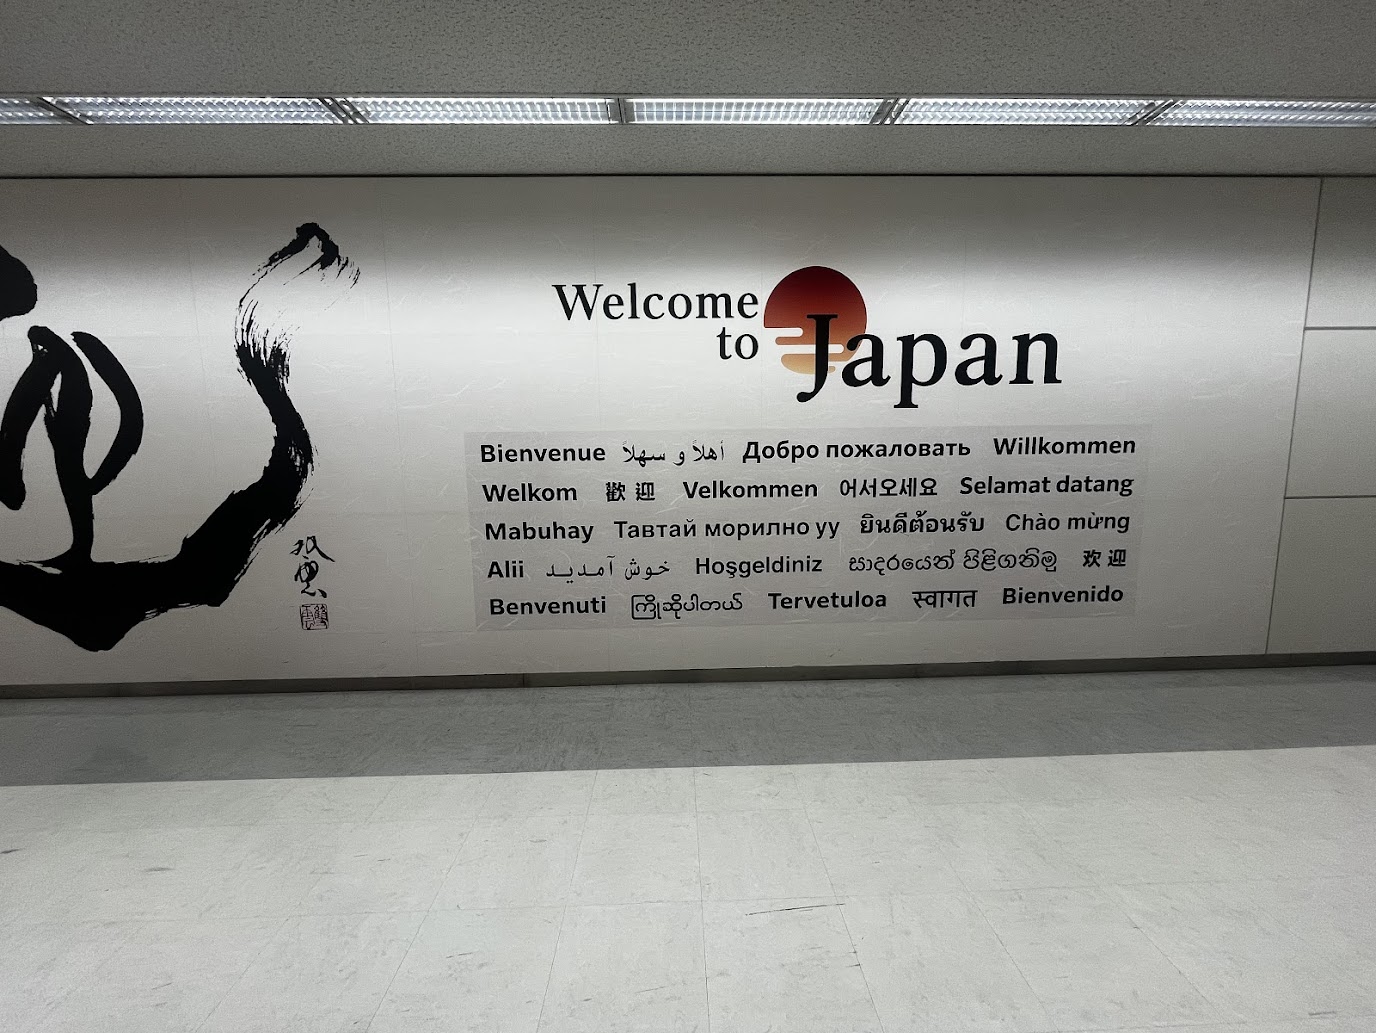 Welcome
to Japan
Bienvenue أهلاً و سهلاً Добро пожаловать Willkommen
Welkom 歡迎 Velkommen 어서오세요 Selamat datang
Mabuhay Тавтай морилно уу ยินดีต้อนรับ Chào mừng
Alii خوش آمدید Hoşgeldiniz සාදරයෙන් පිළිගනිමු 欢迎
Benvenuti ကြိုဆိုပါတယ် Tervetuloa स्वागत Bienvenido